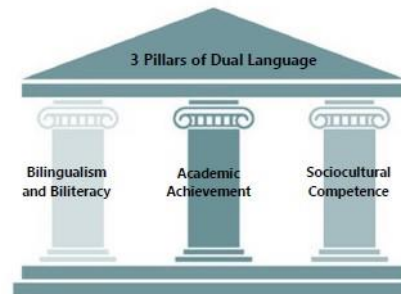 3 Pillars of Dual Language
Bilingualism
and Biliteracy
Academic
Achievement
Sociocultural
Competence